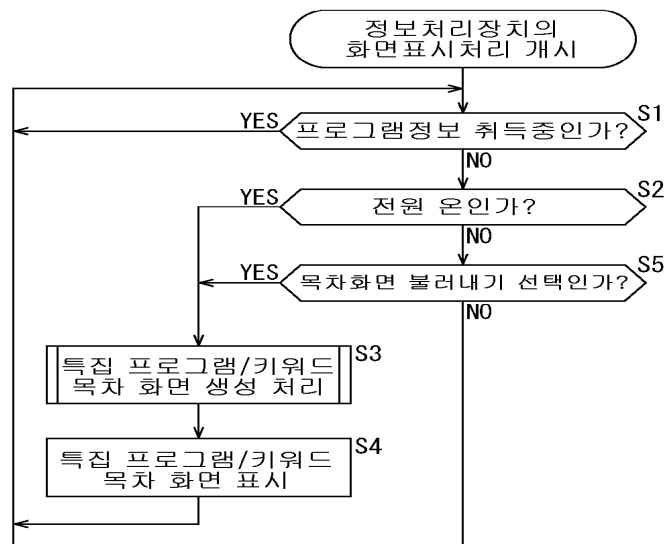 정보처리장치의
화면표시처리 개시
S1
YES
프로그램정보 취득중인가?
NO
S2
YES
전원 온인가?
NO
S5
YES
목차화면 불러내기 선택인가?
NO
S3
특집 프로그램/키워드
목차 화면 생성 처리
S4
특집 프로그램/키워드
목차 화면 표시